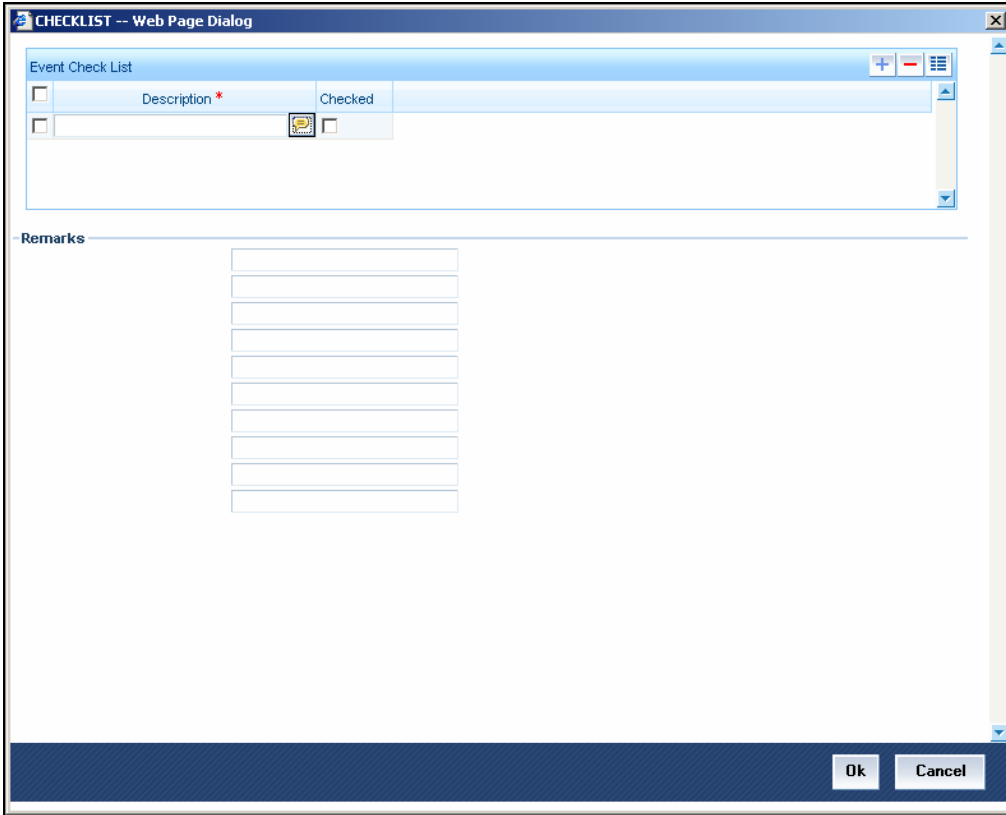 CHECKLIST -- Web Page Dialog
Event Check List
Description * Checked
Remarks
Ok Cancel